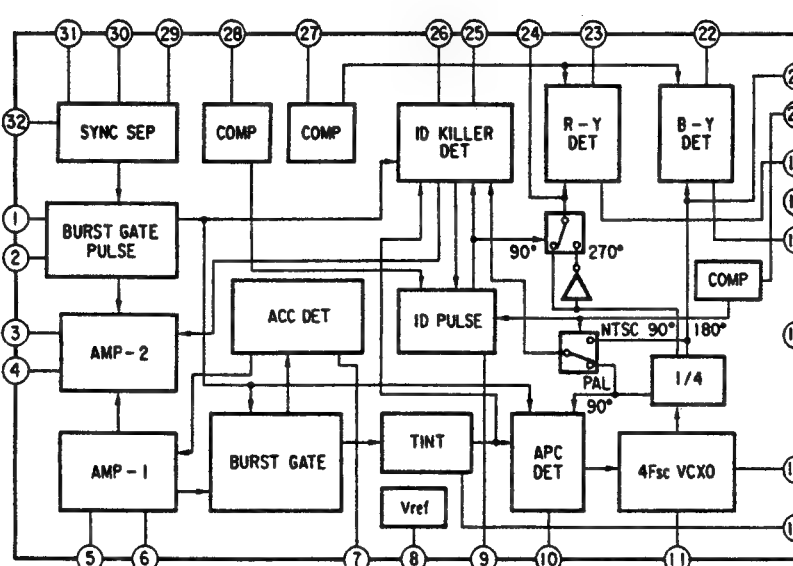 31 30 29 28 27 26 25 24 23 22
32
SYNC SEP
COMP
COMP
ID KILLER
DET
R-Y
DET
B-Y
DET
1
2
BURST GATE
PULSE
90° 270°
COMP
3
4
AMP-2
ACC DET
ID PULSE
NTSC 90° 180°
PAL
90°
1/4
AMP-1
BURST GATE
TINT
APC
DET
4Fsc VCXO
Vref
5 6 7 8 9 10 11